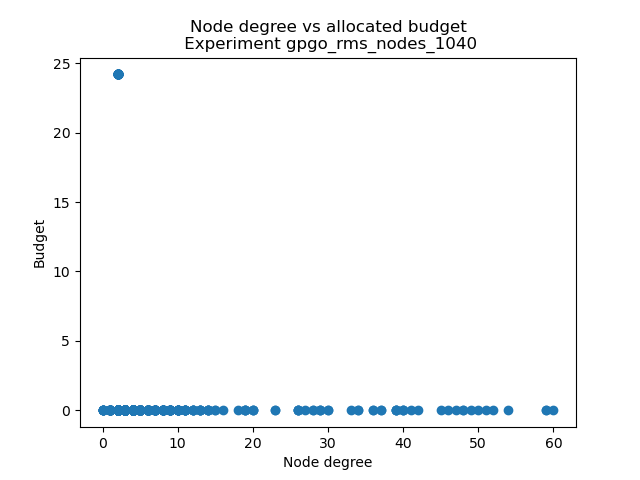 Node degree vs allocated budget
Experiment gpgo_rms_nodes_1040
25
20
15
10
5
0
Budget
0 10 20 30 40 50 60
Node degree